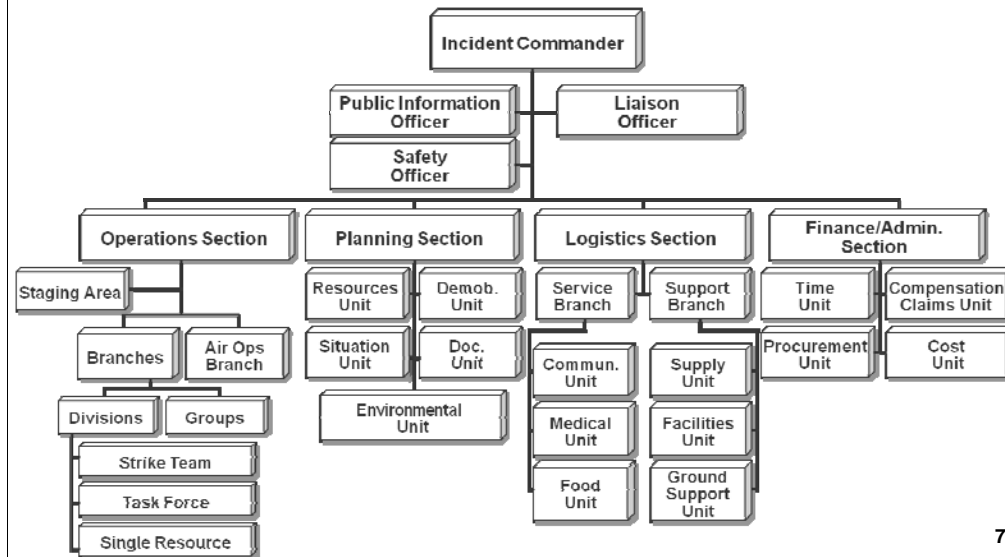 Incident Commander
Public Information
Officer
Liaison
Officer
Safety
Officer
Operations Section
Planning Section
Logistics Section
Finance/Admin.
Section
Staging Area
Branches
Air Ops
Branch
Divisions
Groups
Strike Team
Task Force
Single Resource
Resources
Unit
Demob.
Unit
Situation
Unit
Doc.
Unit
Environmental
Unit
Service
Branch
Support
Branch
Commun.
Unit
Medical
Unit
Food
Unit
Supply
Unit
Facilities
Unit
Ground
Support
Unit
Time
Unit
Compensation
Claims Unit
Procurement
Unit
Cost
Unit
7